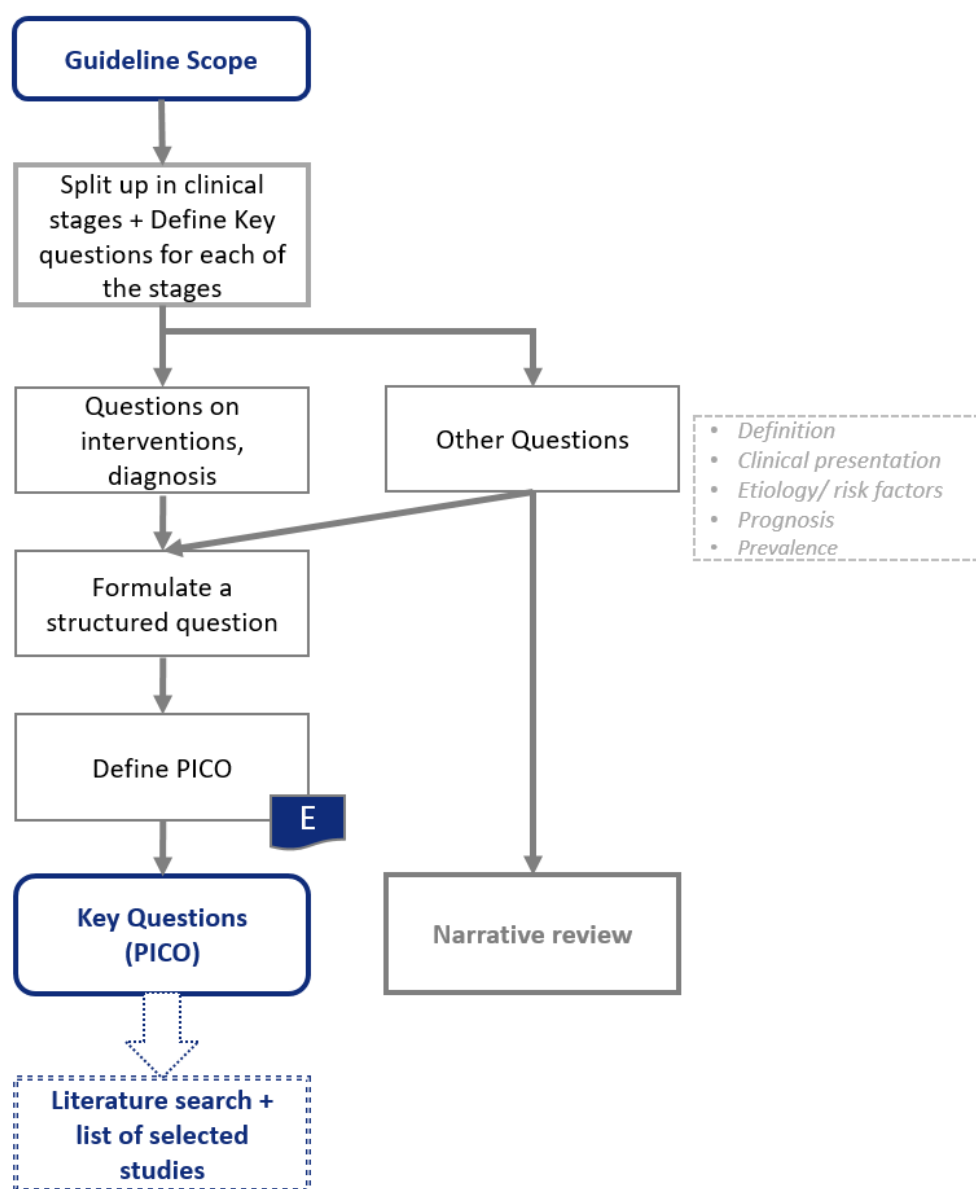 Guideline Scope
Split up in clinical
stages + Define Key
questions for each of
the stages
Questions on
interventions,
diagnosis
Other Questions
• Definition
• Clinical presentation
• Etiology/ risk factors
• Prognosis
• Prevalence
Formulate a
structured question
Define PICO
E
Key Questions
(PICO)
Narrative review
Literature search +
list of selected
studies